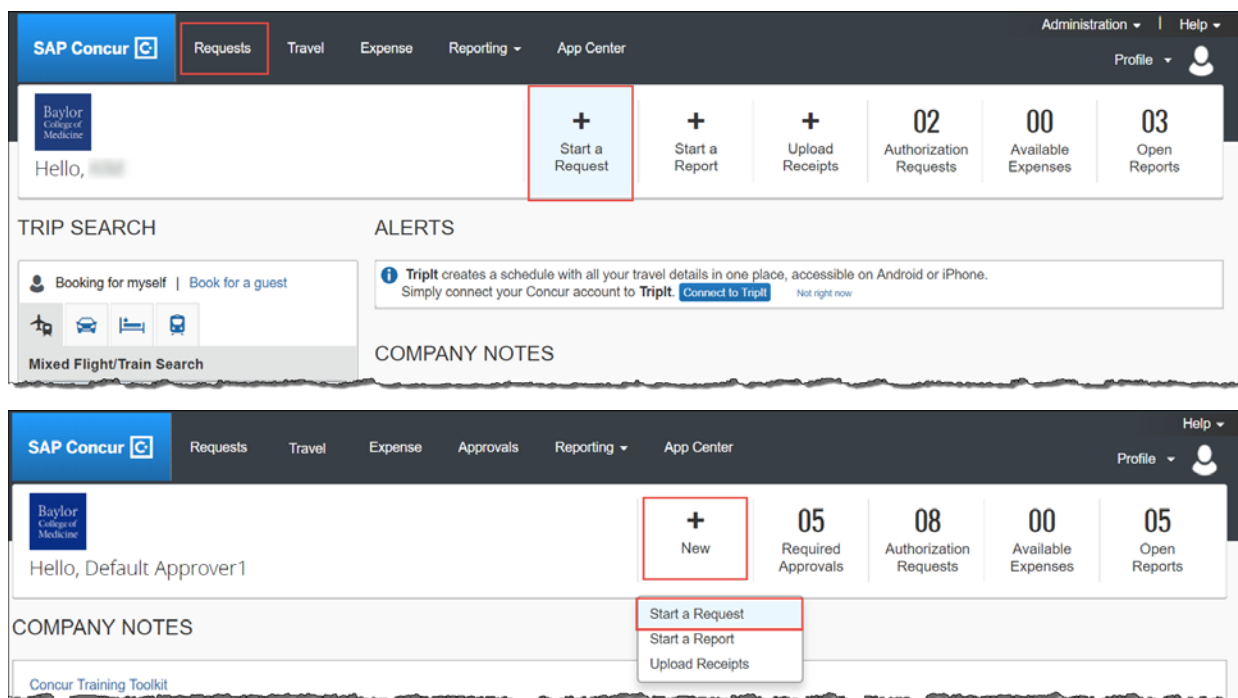 Administration | Help
SAP Concur C Requests Travel Expense Reporting App Center
Profile
Baylor
College of
Medicine
Hello,
+ Start a Request
+ Start a Report
+ Upload Receipts
02 Authorization Requests
00 Available Expenses
03 Open Reports
TRIP SEARCH
Booking for myself | Book for a guest
Mixed Flight/Train Search
ALERTS
TripIt creates a schedule with all your travel details in one place, accessible on Android or iPhone.
Simply connect your Concur account to TripIt. Connect to TripIt Not right now
COMPANY NOTES
Help
SAP Concur C Requests Travel Expense Approvals Reporting App Center
Profile
Baylor
College of
Medicine
Hello, Default Approver1
+ New
05 Required Approvals
08 Authorization Requests
00 Available Expenses
05 Open Reports
Start a Request
Start a Report
Upload Receipts
COMPANY NOTES
Concur Training Toolkit